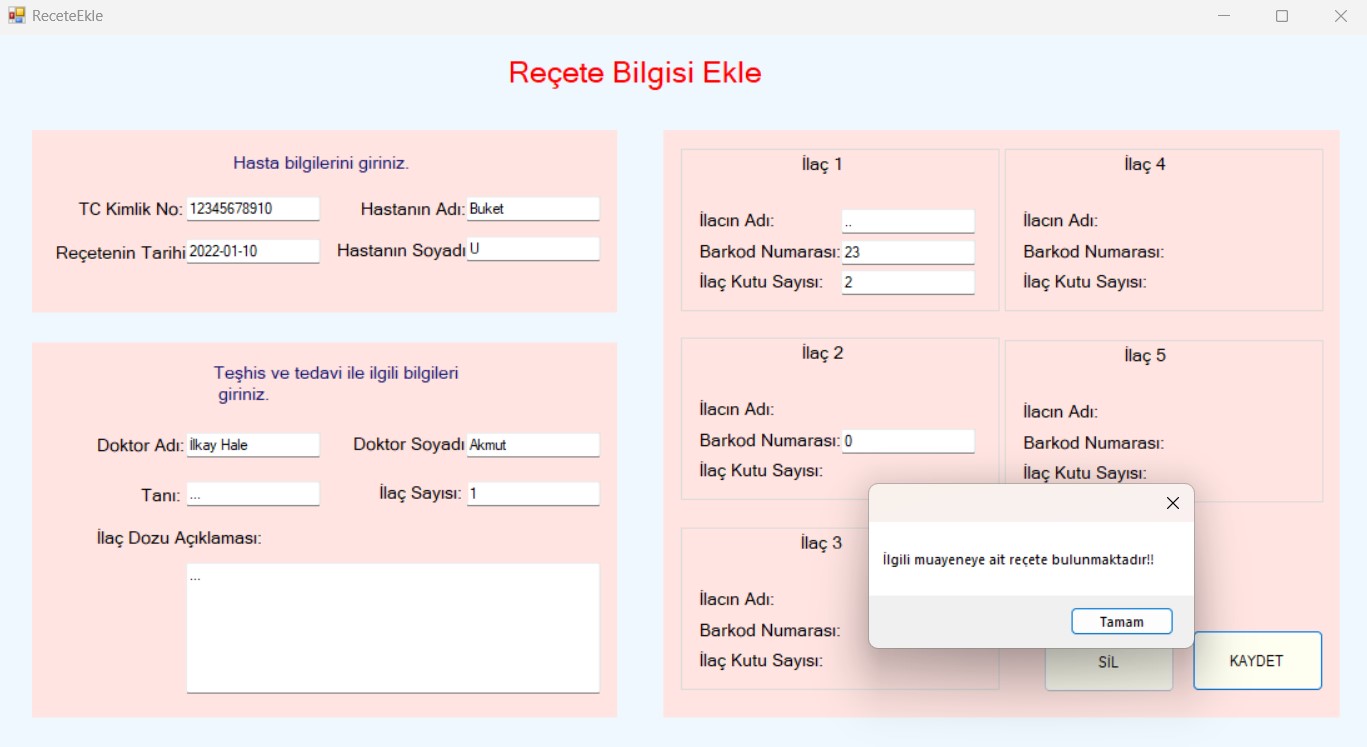 ReceteEkle
Reçete Bilgisi Ekle
Hasta bilgilerini giriniz.
TC Kimlik No: 12345678910 Hastanın Adı: Buket
Reçetenin Tarihi 2022-01-10 Hastanın Soyadı U
Teşhis ve tedavi ile ilgili bilgileri
giriniz.
Doktor Adı: İlkay Hale Doktor Soyadı Akmut
Tanı: ... İlaç Sayısı: 1
İlaç Dozu Açıklaması:
...
İlaç 1
İlacın Adı: ..
Barkod Numarası: 23
İlaç Kutu Sayısı: 2
İlaç 4
İlacın Adı:
Barkod Numarası:
İlaç Kutu Sayısı:
İlaç 2
İlacın Adı:
Barkod Numarası: 0
İlaç Kutu Sayısı:
İlaç 5
İlacın Adı:
Barkod Numarası:
İlaç Kutu Sayısı:
İlaç 3
İlacın Adı:
Barkod Numarası:
İlaç Kutu Sayısı:
İlgili muayeneye ait reçete bulunmaktadır!!
Tamam
SİL
KAYDET